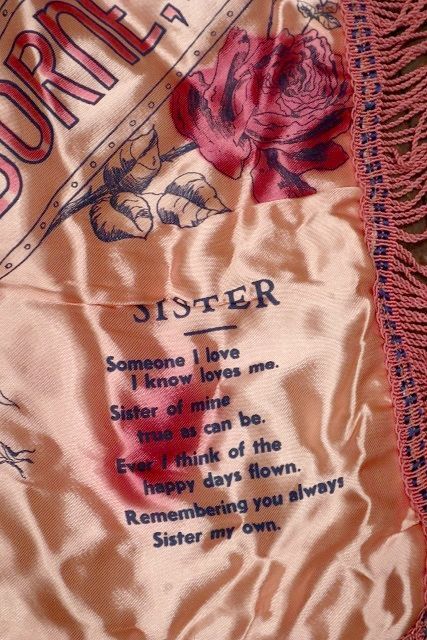 ORNE,
SISTER
Someone I love
I know loves me.
Sister of mine
true as can be.
Ever I think of the
happy days flown.
Remembering you always
Sister my own.